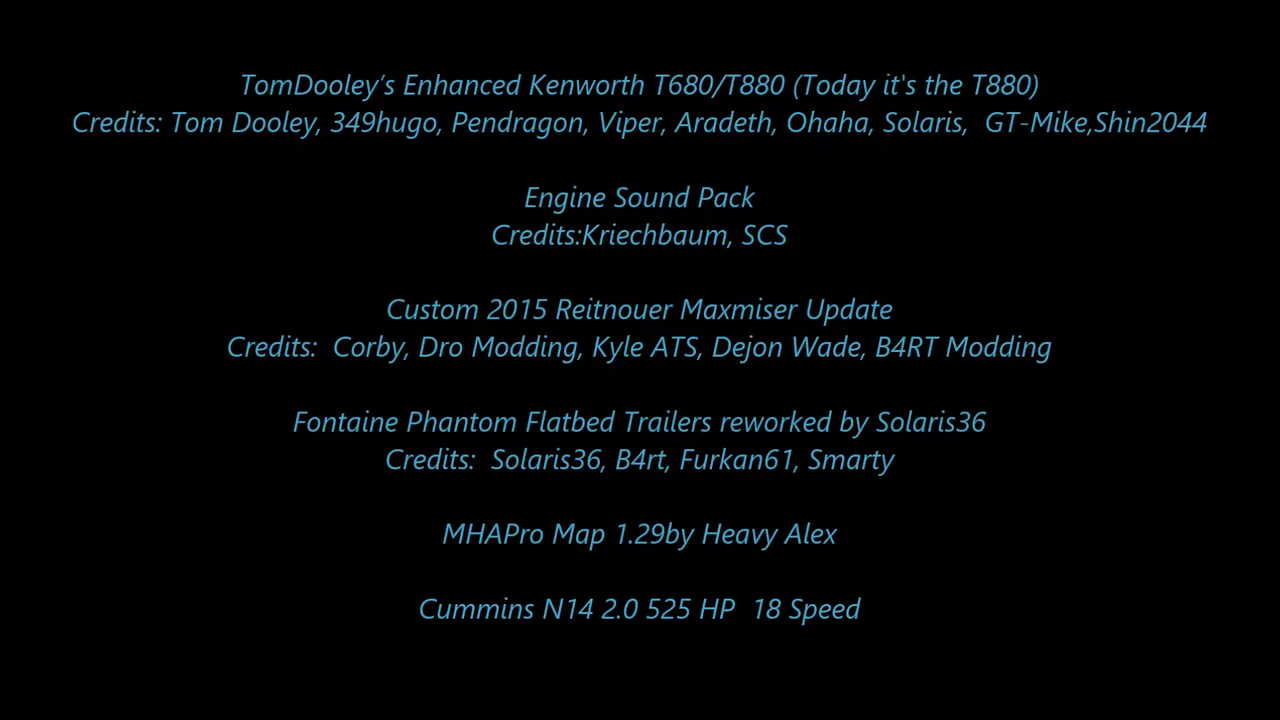 TomDooley’s Enhanced Kenworth T680/T880 (Today it's the T880)
Credits: Tom Dooley, 349hugo, Pendragon, Viper, Aradeth, Ohaha, Solaris,  GT-Mike,Shin2044
Engine Sound Pack
Credits:Kriechbaum, SCS
Custom 2015 Reitnouer Maxmiser Update
Credits:  Corby, Dro Modding, Kyle ATS, Dejon Wade, B4RT Modding
Fontaine Phantom Flatbed Trailers reworked by Solaris36
Credits:  Solaris36, B4rt, Furkan61, Smarty
MHAPro Map 1.29by Heavy Alex
Cummins N14 2.0 525 HP  18 Speed